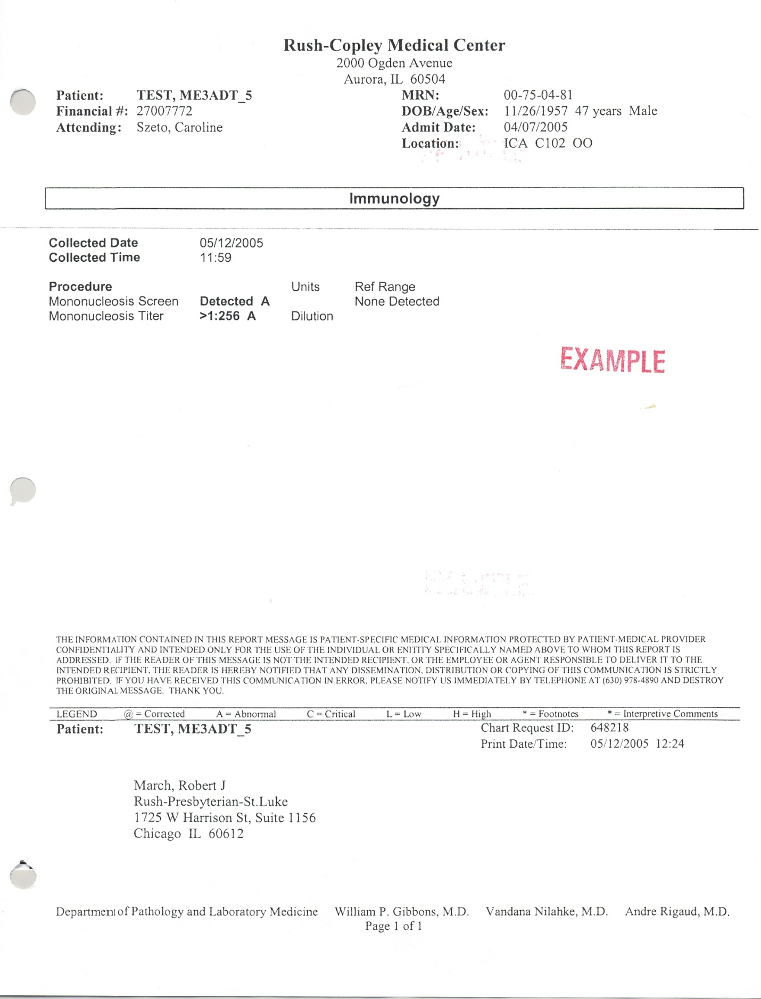 Rush-Copley Medical Center
2000 Ogden Avenue
Aurora, IL 60504
Patient: TEST, ME3ADT_5 MRN: 00-75-04-81
Financial #: 27007772 DOB/Age/Sex: 11/26/1957 47 years Male
Attending: Szeto, Caroline Admit Date: 04/07/2005
Location: ICA C102 OO
Immunology
Collected Date 05/12/2005
Collected Time 11:59
Procedure Units Ref Range
Mononucleosis Screen Detected A None Detected
Mononucleosis Titer >1:256 A Dilution
EXAMPLE
THE INFORMATION CONTAINED IN THIS REPORT MESSAGE IS PATIENT-SPECIFIC MEDICAL INFORMATION PROTECTED BY PATIENT-MEDICAL PROVIDER
CONFIDENTIALITY AND INTENDED ONLY FOR THE USE OF THE INDIVIDUAL OR ENTITY SPECIFICALLY NAMED ABOVE TO WHOM THIS REPORT IS
ADDRESSED. IF THE READER OF THIS MESSAGE IS NOT THE INTENDED RECIPIENT, OR THE EMPLOYEE OR AGENT RESPONSIBLE TO DELIVER IT TO THE
INTENDED RECIPIENT, THE READER IS HEREBY NOTIFIED THAT ANY DISSEMINATION, DISTRIBUTION OR COPYING OF THIS COMMUNICATION IS STRICTLY
PROHIBITED. IF YOU HAVE RECEIVED THIS COMMUNICATION IN ERROR, PLEASE NOTIFY US IMMEDIATELY BY TELEPHONE AT (630) 978-4890 AND DESTROY
THE ORIGINAL MESSAGE. THANK YOU.
LEGEND @ = Corrected A = Abnormal C = Critical L = Low H = High * = Footnotes * = Interpretive Comments
Patient: TEST, ME3ADT_5 Chart Request ID: 648218
Print Date/Time: 05/12/2005 12:24
March, Robert J
Rush-Presbyterian-St.Luke
1725 W Harrison St, Suite 1156
Chicago IL 60612
Department of Pathology and Laboratory Medicine William P. Gibbons, M.D. Vandana Nilahke, M.D. Andre Rigaud, M.D.
Page 1 of 1